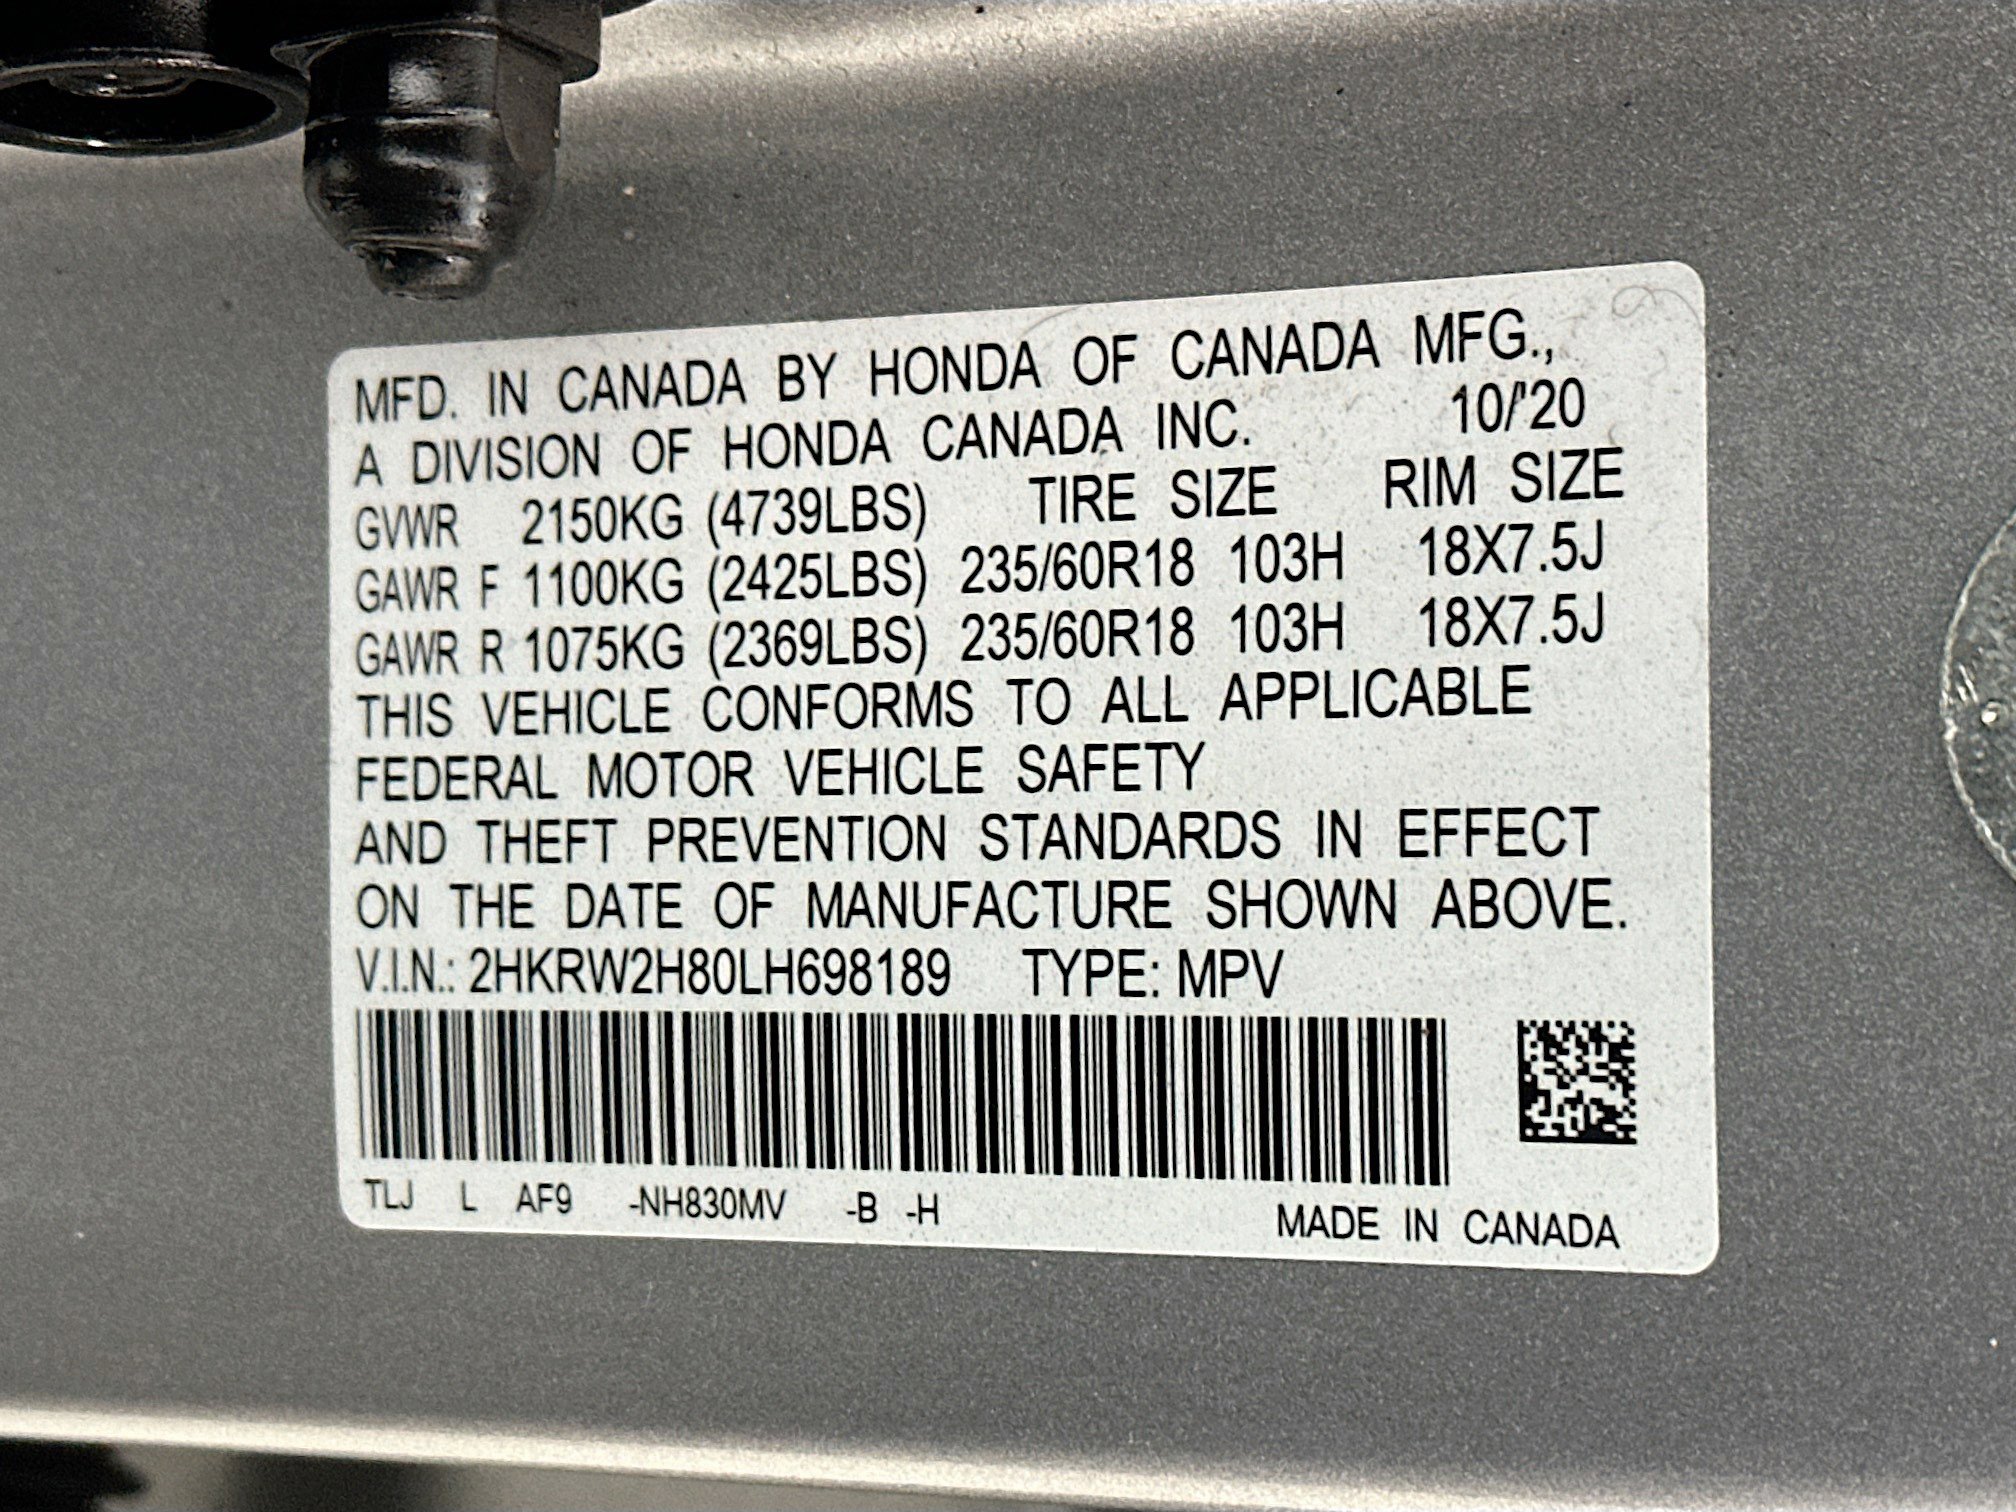 MFD. IN CANADA BY HONDA OF CANADA MFG.,
A DIVISION OF HONDA CANADA INC. 10/'20
GVWR 2150KG (4739LBS) TIRE SIZE RIM SIZE
GAWR F 1100KG (2425LBS) 235/60R18 103H 18X7.5J
GAWR R 1075KG (2369LBS) 235/60R18 103H 18X7.5J
THIS VEHICLE CONFORMS TO ALL APPLICABLE
FEDERAL MOTOR VEHICLE SAFETY
AND THEFT PREVENTION STANDARDS IN EFFECT
ON THE DATE OF MANUFACTURE SHOWN ABOVE.
V.I.N.: 2HKRW2H80LH698189 TYPE: MPV
TLJ L AF9 -NH830MV -B -H MADE IN CANADA